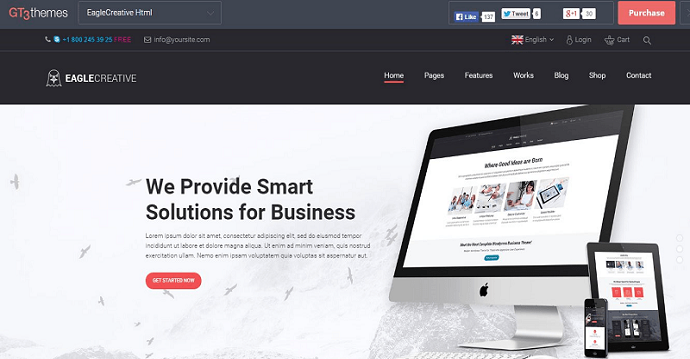 GT3themes
EagleCreative Html
Like 137
Tweet 6
+1 30
Purchase
+1 800 245 39 25 FREE
info@yoursite.com
English
Login
Cart
EAGLECREATIVE
Home
Pages
Features
Works
Blog
Shop
Contact
We Provide Smart
Solutions for Business
Lorem ipsum dolor sit amet, consectetur adipiscing elit, sed do eiusmod tempor
incididunt ut labore et dolore magna aliqua. Ut enim ad minim veniam, quis nostrud
exercitation ullam. Nemo enim ipsam voluptatem quia voluptas sit aspernatur aut.
GET STARTED NOW
Where Good Ideas are Born